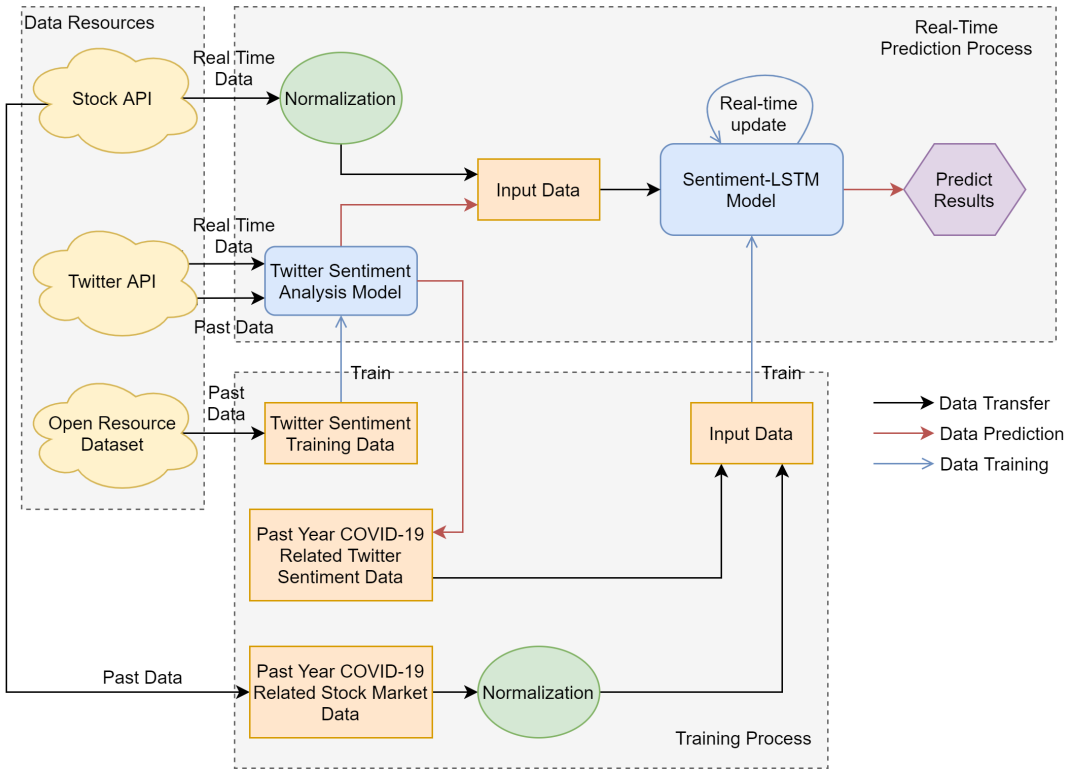 Data Resources
Real-Time
Prediction Process
Stock API
Real Time
Data
Normalization
Real-time
update
Input Data
Sentiment-LSTM
Model
Predict
Results
Twitter API
Real Time
Data
Twitter Sentiment
Analysis Model
Past Data
Train
Train
Open Resource
Dataset
Past
Data
Twitter Sentiment
Training Data
Input Data
Data Transfer
Data Prediction
Data Training
Past Year COVID-19
Related Twitter
Sentiment Data
Past Data
Past Year COVID-19
Related Stock Market
Data
Normalization
Training Process